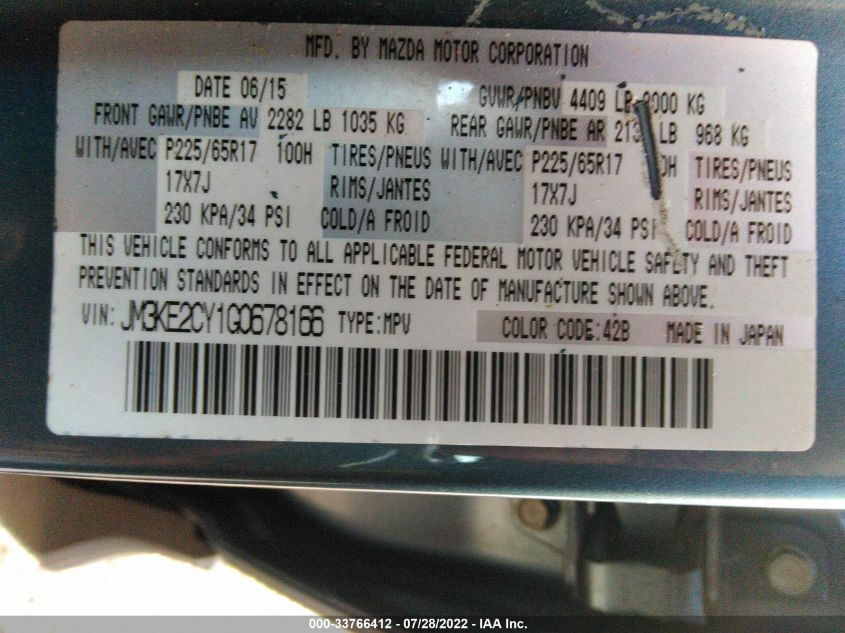 MFD. BY MAZDA MOTOR CORPORATION
DATE 06/15 GVWR/PNBV 4409 LB 2000 KG
FRONT GAWR/PNBE AV 2282 LB 1035 KG REAR GAWR/PNBE AR LB 968 KG
WITH/AVEC P225/65R17 100H TIRES/PNEUS WITH/AVEC P225/65R17 TIRES/PNEUS
17X7J RIMS/JANTES 17X7J RIMS/JANTES
230 KPA/34 PSI COLD/A FROID 230 KPA/34 PSI COLD/A FROID
THIS VEHICLE CONFORMS TO ALL APPLICABLE FEDERAL MOTOR VEHICLE SAFETY AND THEFT
PREVENTION STANDARDS IN EFFECT ON THE DATE OF MANUFACTURE SHOWN ABOVE.
VIN: JM3KE2CY1G0678166 TYPE:MPV COLOR CODE:42B MADE IN JAPAN
000-33766412 - 07/28/2022 - IAA Inc.